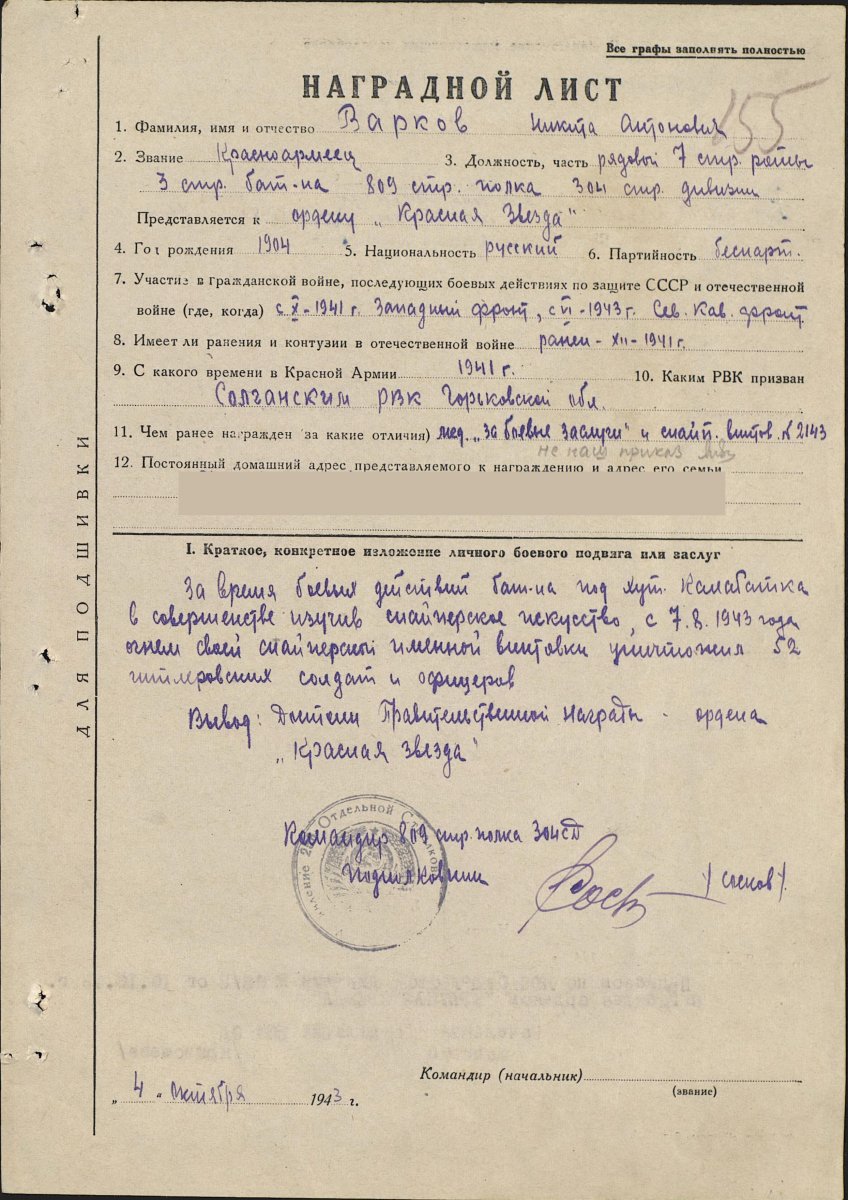 Все графы заполнять полностью
НАГРАДНОЙ ЛИСТ
155
1. Фамилия, имя и отчество Варков Никита Антонович
2. Звание Красноармеец 3. Должность, часть рядовой 7 стр. роты
3 стр. бат-на 809 стр. полка 304 стр. дивизии
Представляется к ордену „Красная Звезда"
4. Год рождения 1904 5. Национальность русский 6. Партийность беспарт.
7. Участие в гражданской войне, последующих боевых действиях по защите СССР и отечественной
войне (где, когда) с X-1941 г. Западный фронт, с VI-1943 г. Сев. Кав. фронт
8. Имеет ли ранения и контузии в отечественной войне ранен - XII - 1941 г.
9. С какого времени в Красной Армии 1941 г. 10. Каким РВК призван
Салганским РВК Горьковской обл.
11. Чем ранее награжден за какие отличия) мед. „За боевые заслуги" и снайп. винтов. № 2143
не наш приказ
12. Постоянный домашний адрес представляемого к награждению и адрес его семьи
I. Краткое, конкретное изложение личного боевого подвига или заслуг
За время боевых действий бат-на под хут. Калабатка
в совершенстве изучив снайперское искусство, с 7.8.1943 года
огнем своей снайперской именной винтовки уничтожил 52
гитлеровских солдат и офицеров
Вывод: Достоин Правительственной Награды - ордена
„Красная звезда"
Отдельной Стрелков
Командир 809 стр. полка 304 СД
Подполковник / Сосков /
ДЛЯ ПОДШИВКИ
Командир (начальник)
(звание)
„4" октября 1943 г.